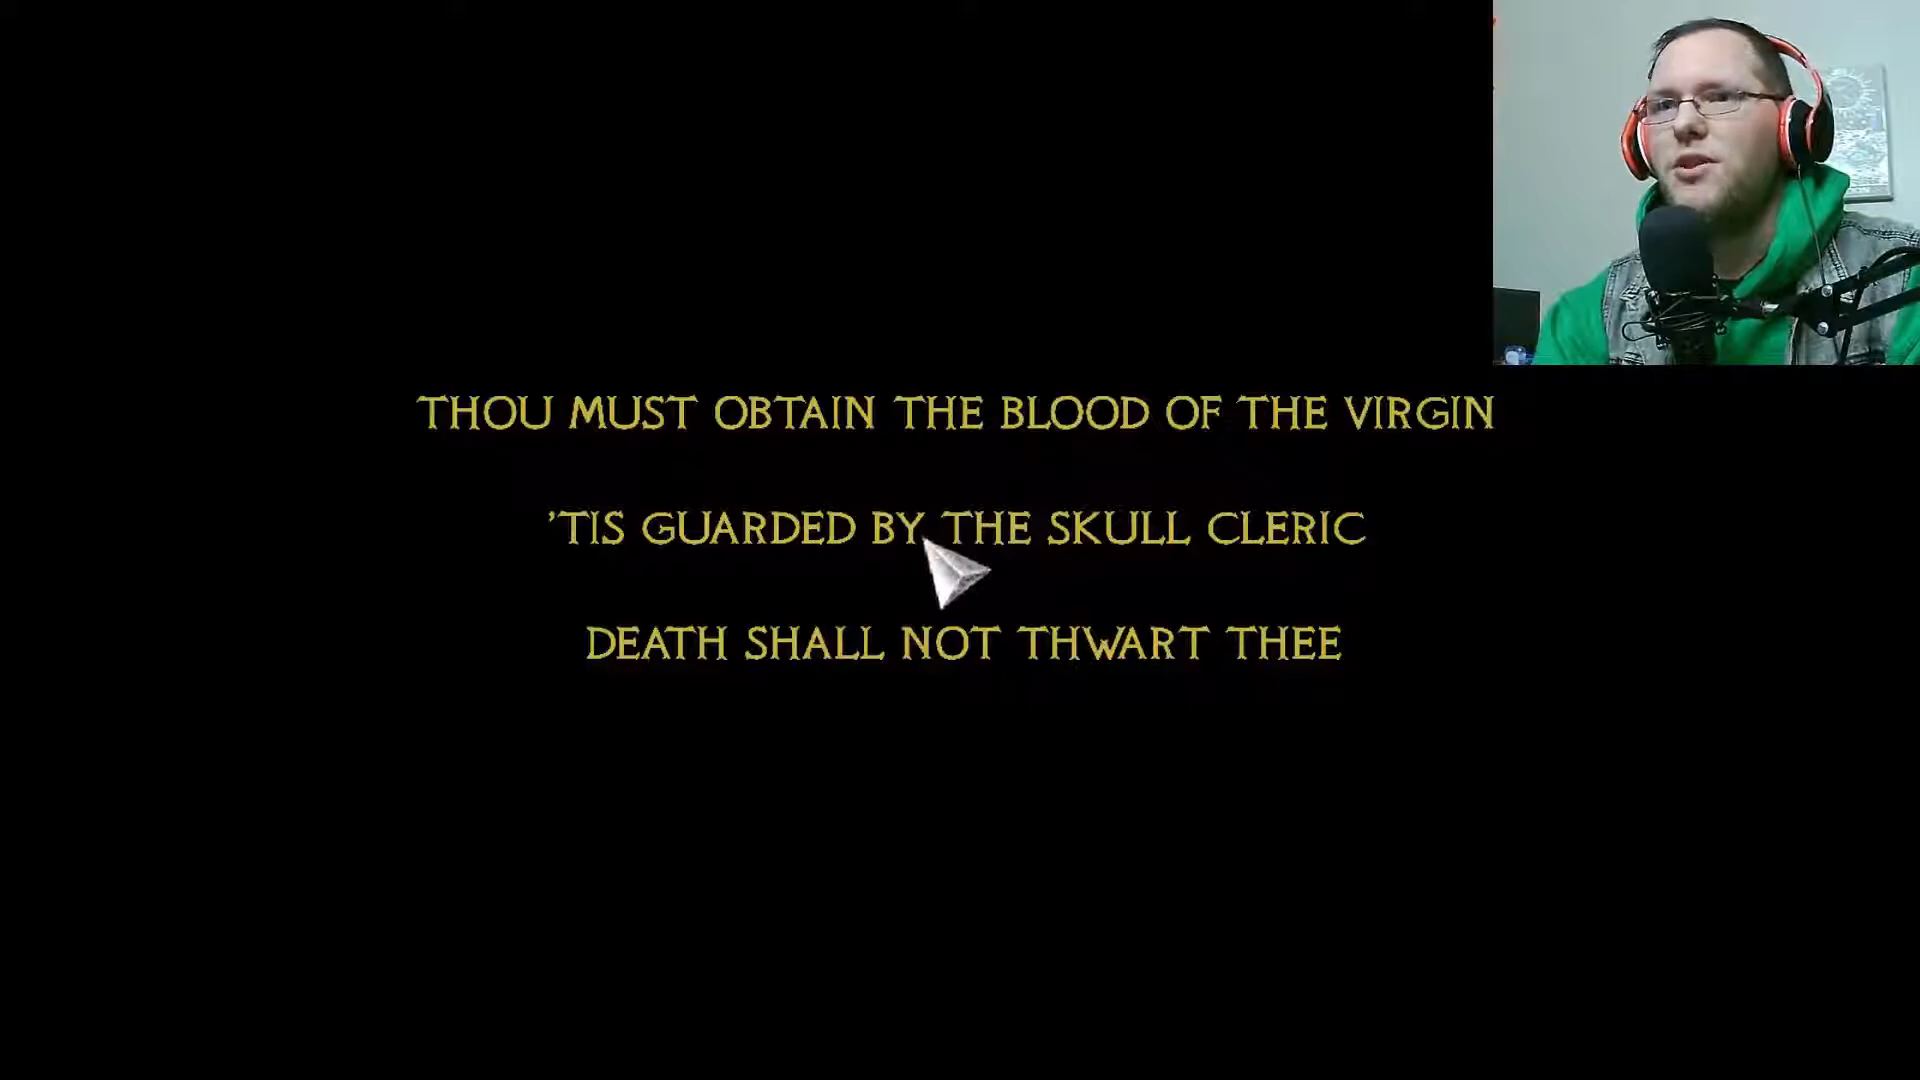 THOU MUST OBTAIN THE BLOOD OF THE VIRGIN
'TIS GUARDED BY THE SKULL CLERIC
DEATH SHALL NOT THWART THEE